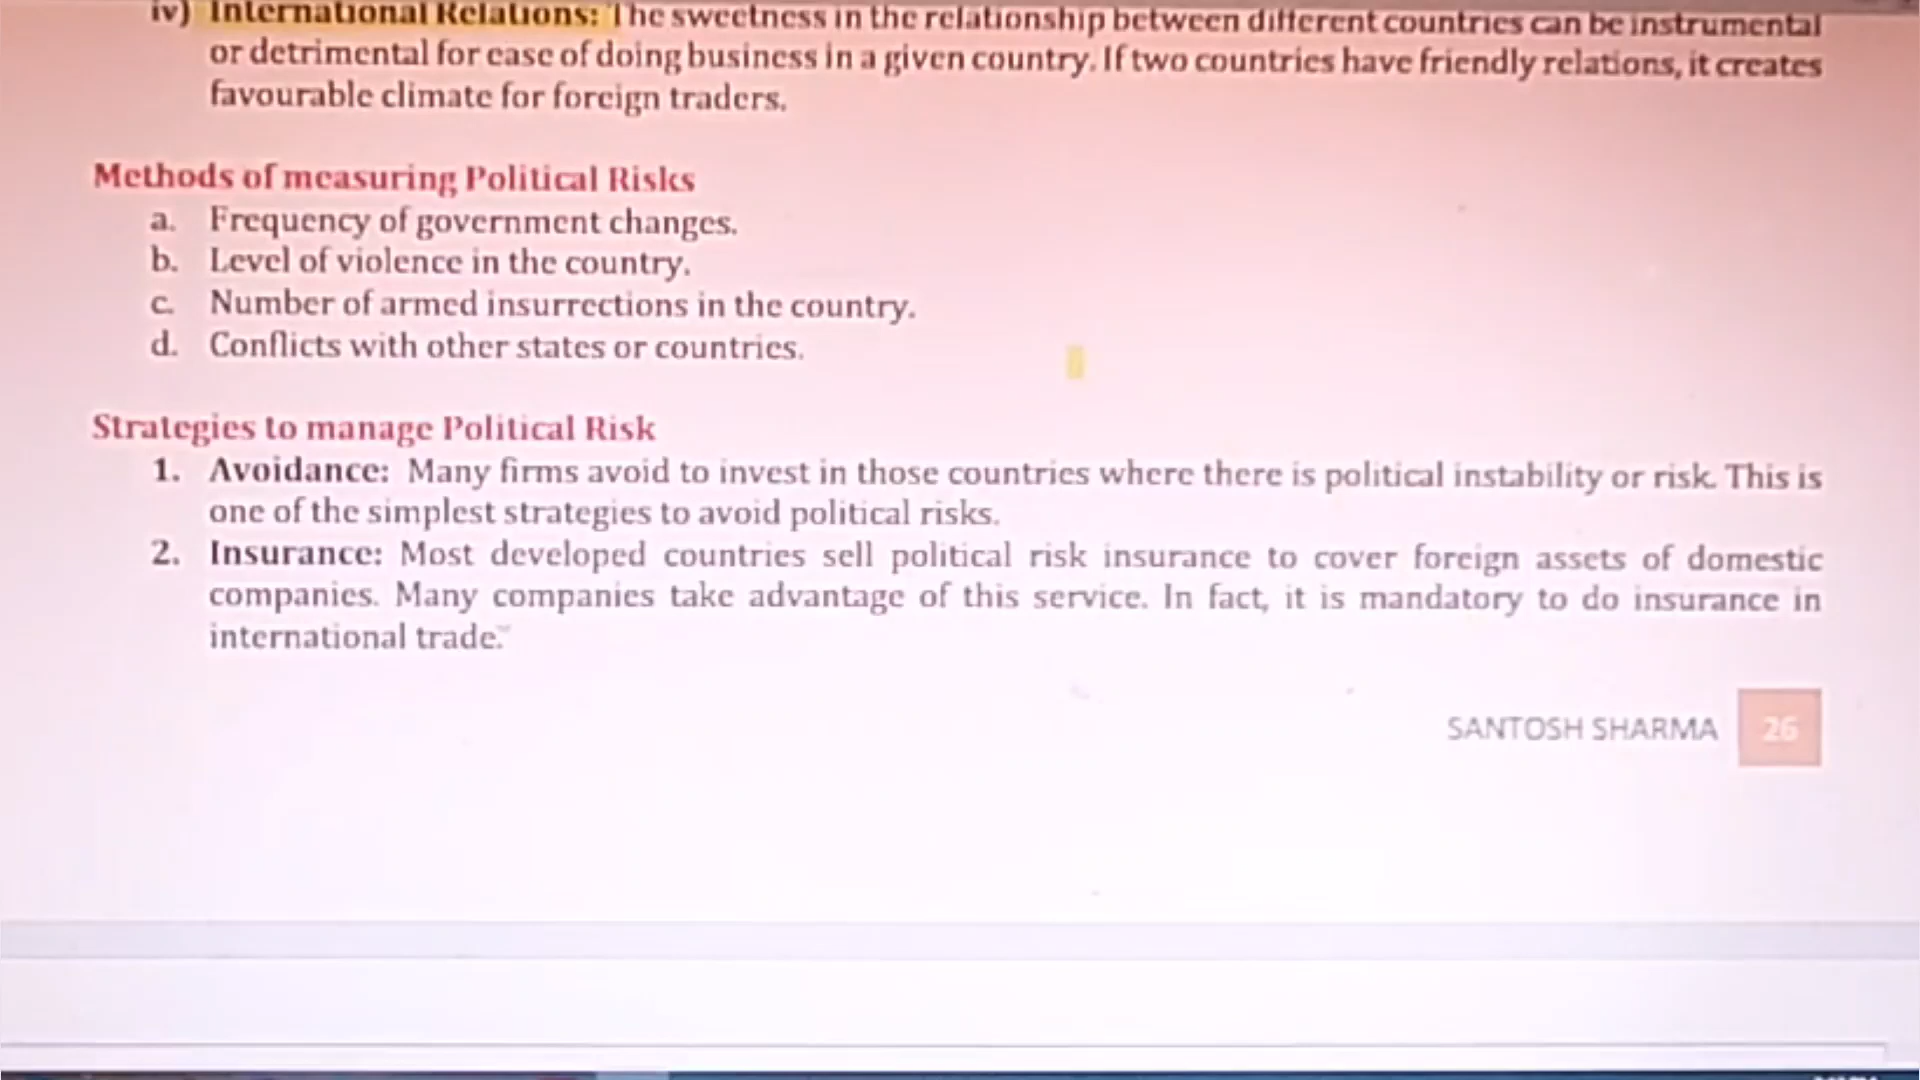 iv) International Relations: The sweetness in the relationship between different countries can be instrumental
or detrimental for ease of doing business in a given country. If two countries have friendly relations, it creates
favourable climate for foreign traders.
Methods of measuring Political Risks
a. Frequency of government changes.
b. Level of violence in the country.
c. Number of armed insurrections in the country.
d. Conflicts with other states or countries.
Strategies to manage Political Risk
1. Avoidance: Many firms avoid to invest in those countries where there is political instability or risk. This is
one of the simplest strategies to avoid political risks.
2. Insurance: Most developed countries sell political risk insurance to cover foreign assets of domestic
companies. Many companies take advantage of this service. In fact, it is mandatory to do insurance in
international trade.
SANTOSH SHARMA 26